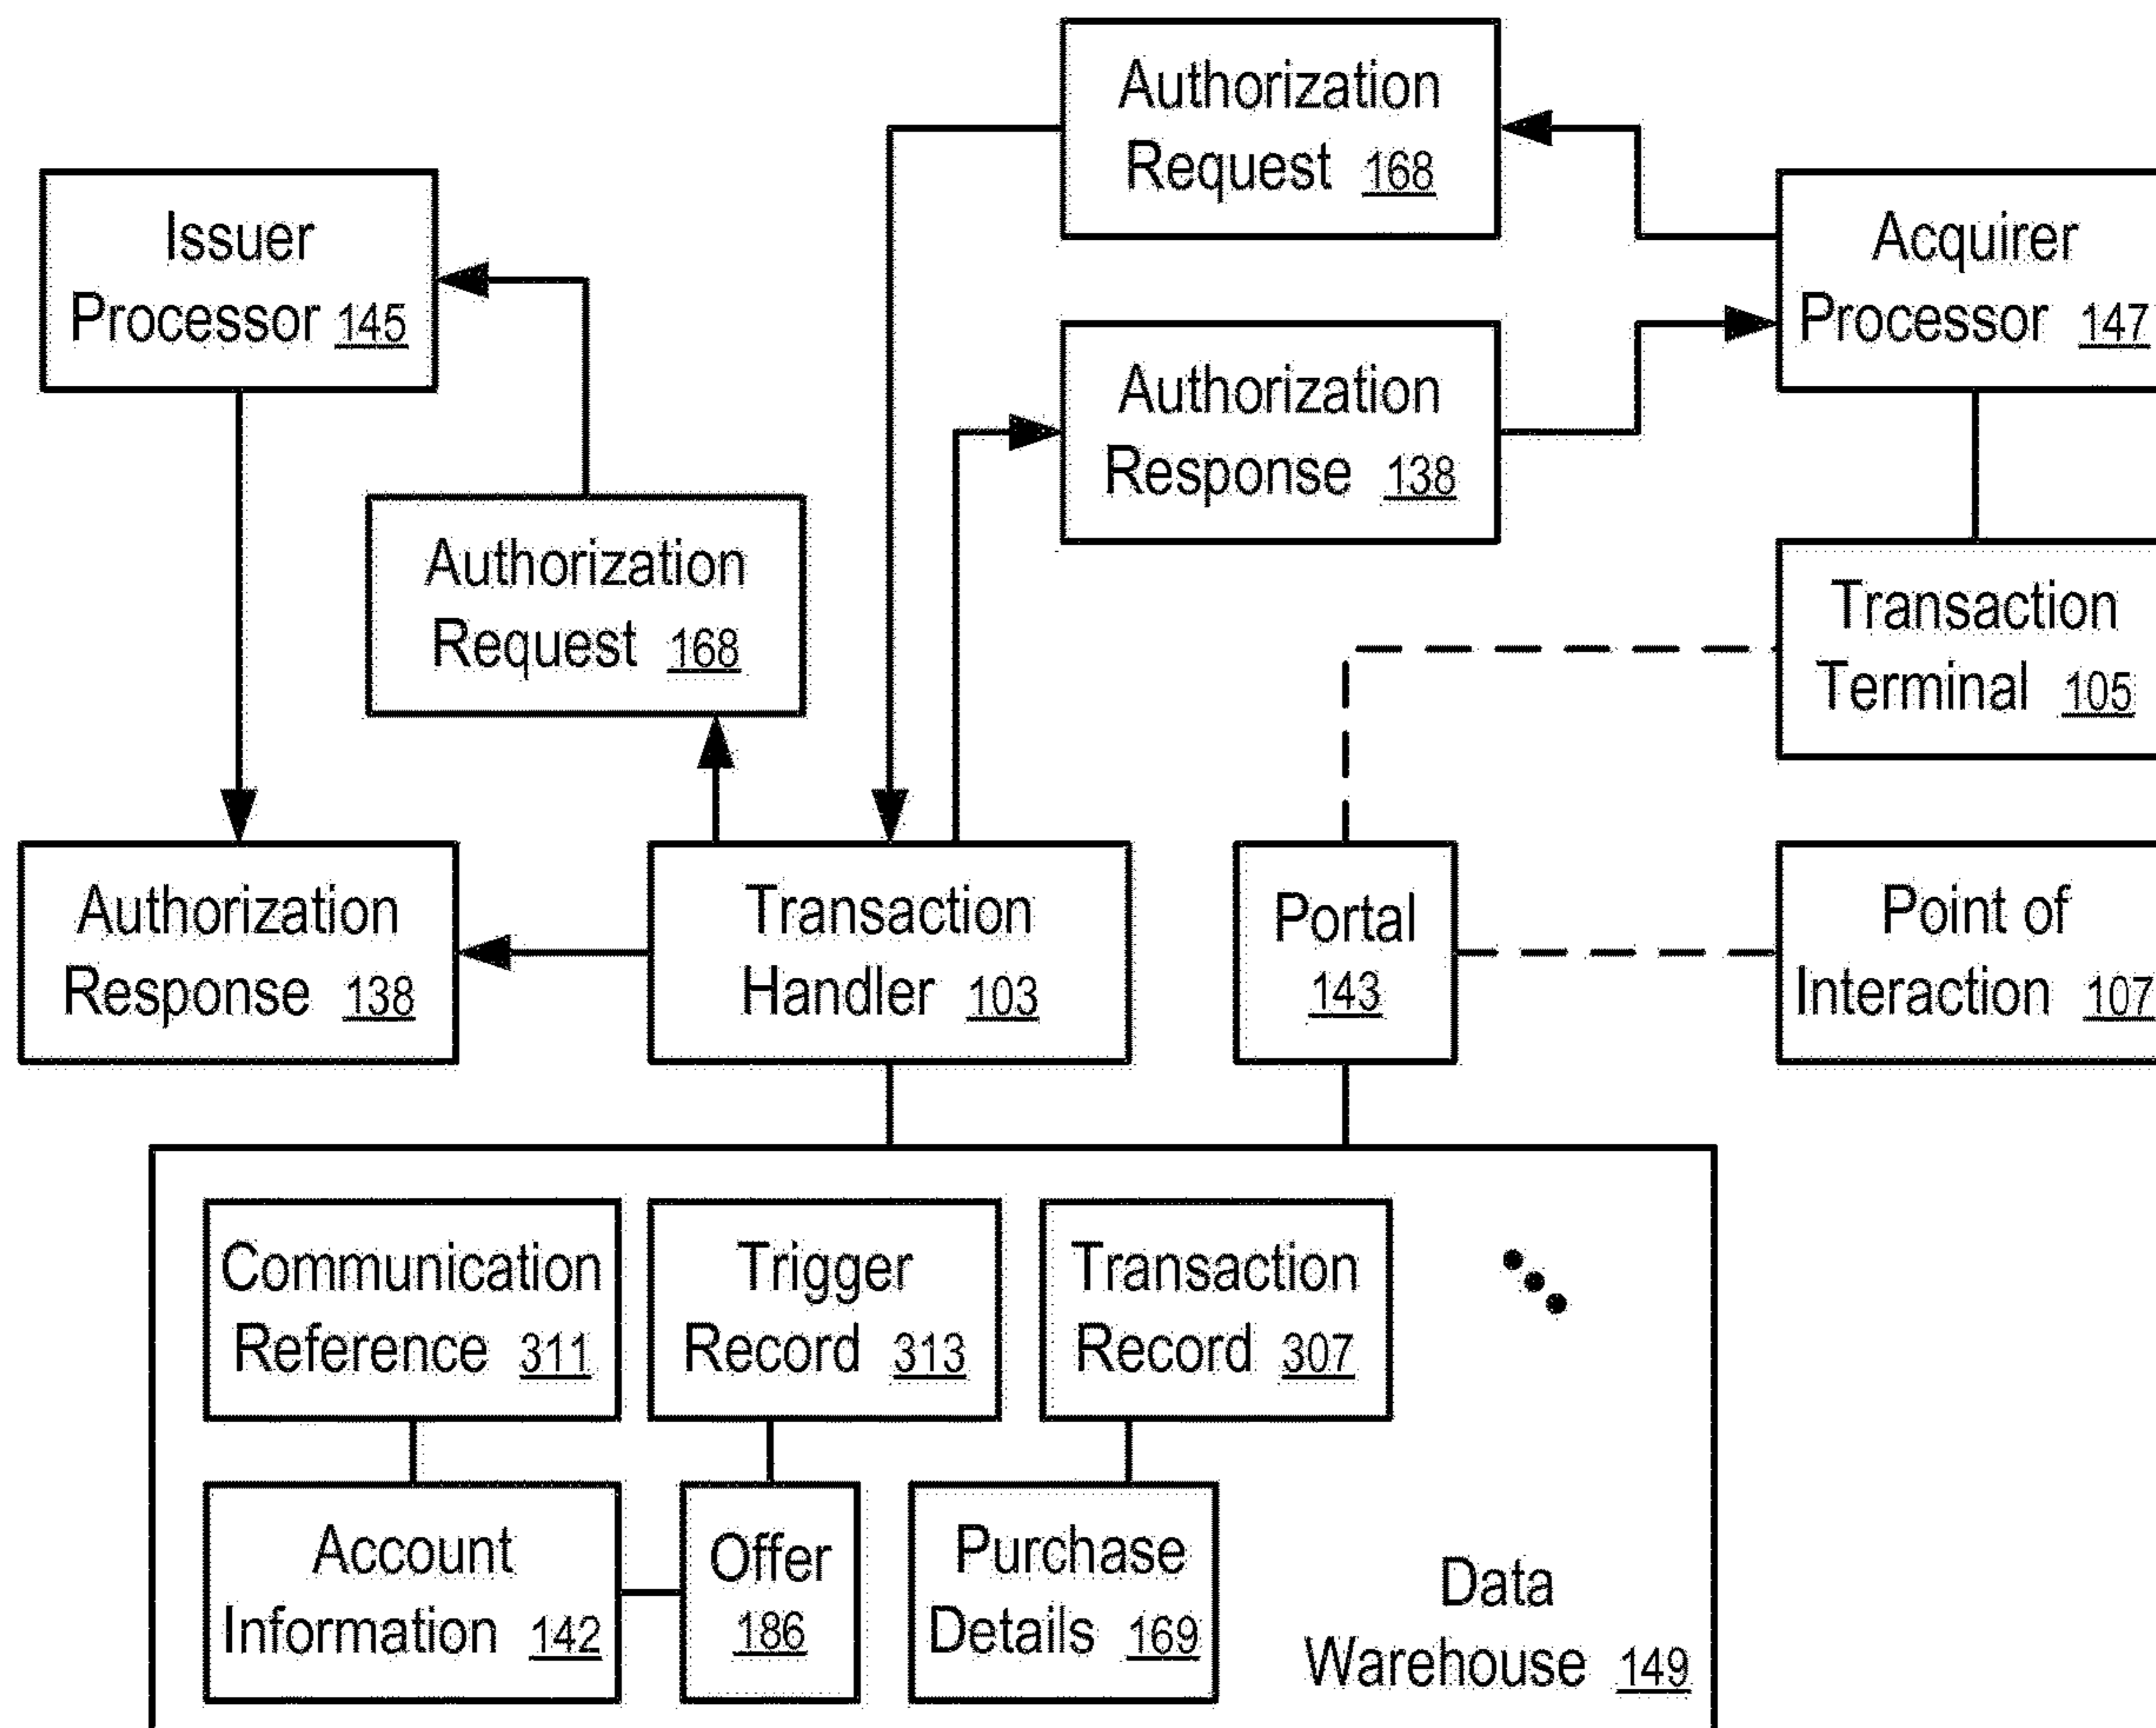 Authorization
Request 168
Issuer
Processor 145
Acquirer
Processor 147
Authorization
Response 138
Authorization
Request 168
Transaction
Terminal 105
Authorization
Response 138
Transaction
Handler 103
Portal
143
Point of
Interaction 107
Communication
Reference 311
Trigger
Record 313
Transaction
Record 307
Account
Information 142
Offer
186
Purchase
Details 169
Data
Warehouse 149